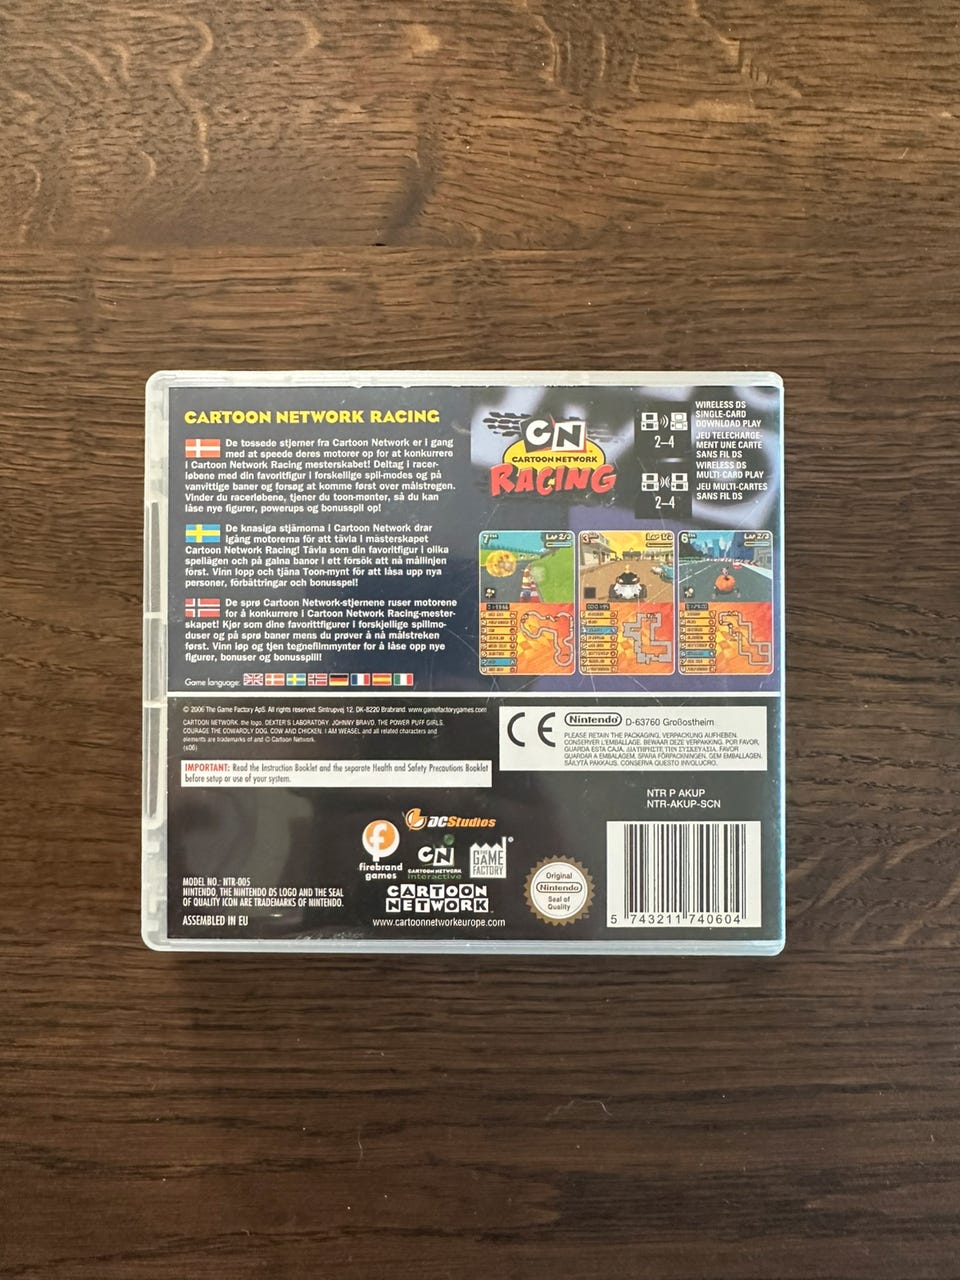 CARTOON NETWORK RACING
De tossede stjerner fra Cartoon Network er i gang
med at speede deres motorer op for at konkurrere
i Cartoon Network Racing mesterskabet! Deltag i racer-
løbene med din favoritfigur i forskellige spil-modes og på
vanvittige baner og forsøg at komme først over målstregen.
Vinder du racerløbene, tjener du toon-mønter, så du kan
låse nye figurer, powerups og bonusspil op!
De knasiga stjärnorna i Cartoon Network drar
igång motorerna för att tävla i mästerskapet
Cartoon Network Racing! Tävla som din favoritfigur i olika
spellägen och på galna banor i ett försök att nå mållinjen
först. Vinn lopp och tjäna Toon-mynt för att låsa upp nya
personer, förbättringar och bonusspel!
De sprø Cartoon Network-stjernene ruser motorene
for å konkurrere i Cartoon Network Racing-mester-
skapet! Kjør som dine favorittfigurer i forskjellige spillmo-
duser og på sprø baner mens du prøver å nå målstreken
først. Vinn løp og tjen tegnefilmmynter for å låse opp nye
figurer, bonuser og bonusspill!
Game language:
CN
CARTOON NETWORK
RACING
2-4
2-4
WIRELESS DS
SINGLE-CARD
DOWNLOAD PLAY
JEU TELECHARGE-
MENT UNE CARTE
SANS FIL DS
WIRELESS DS
MULTI-CARD PLAY
JEU MULTI-CARTES
SANS FIL DS
7TH LAP 2/3
LAP 1/2
6TH LAP 2/3
© 2006 The Game Factory ApS. All rights reserved. Sintrupvej 12, DK-8220 Brabrand. www.gamefactorygames.com
CARTOON NETWORK, the logo, DEXTER'S LABORATORY, JOHNNY BRAVO, THE POWER PUFF GIRLS,
COURAGE THE COWARDLY DOG, COW AND CHICKEN, I AM WEASEL and all related characters and
elements are trademarks of and © Cartoon Network.
(s06)
IMPORTANT: Read the Instruction Booklet and the separate Health and Safety Precautions Booklet
before setup or use of your system.
CE
Nintendo D-63760 Großostheim
PLEASE RETAIN THE PACKAGING. VERPACKUNG AUFHEBEN.
CONSERVER L'EMBALLAGE. BEWAAR DEZE VERPAKKING. POR FAVOR,
GUARDA ESTA CAJA. ΔΙΑΤΗΡΗΣΤΕ ΤΗΝ ΣΥΣΚΕΥΑΣΙΑ. FAVOR
GUARDAR A EMBALAGEM. SPARA FÖRPACKNINGEN. GEM EMBALLAGEN.
SÄILYTÄ PAKKAUS. CONSERVA QUESTO INVOLUCRO.
NTR P AKUP
NTR-AKUP-SCN
DC Studios
firebrand
games
CN
CARTOON NETWORK
interactive
THE
GAME
FACTORY
CARTOON
NETWORK
www.cartoonnetworkeurope.com
MODEL NO.: NTR-005
NINTENDO, THE NINTENDO DS LOGO AND THE SEAL
OF QUALITY ICON ARE TRADEMARKS OF NINTENDO.
ASSEMBLED IN EU
Original
Nintendo
Seal of
Quality
5 743211 740604